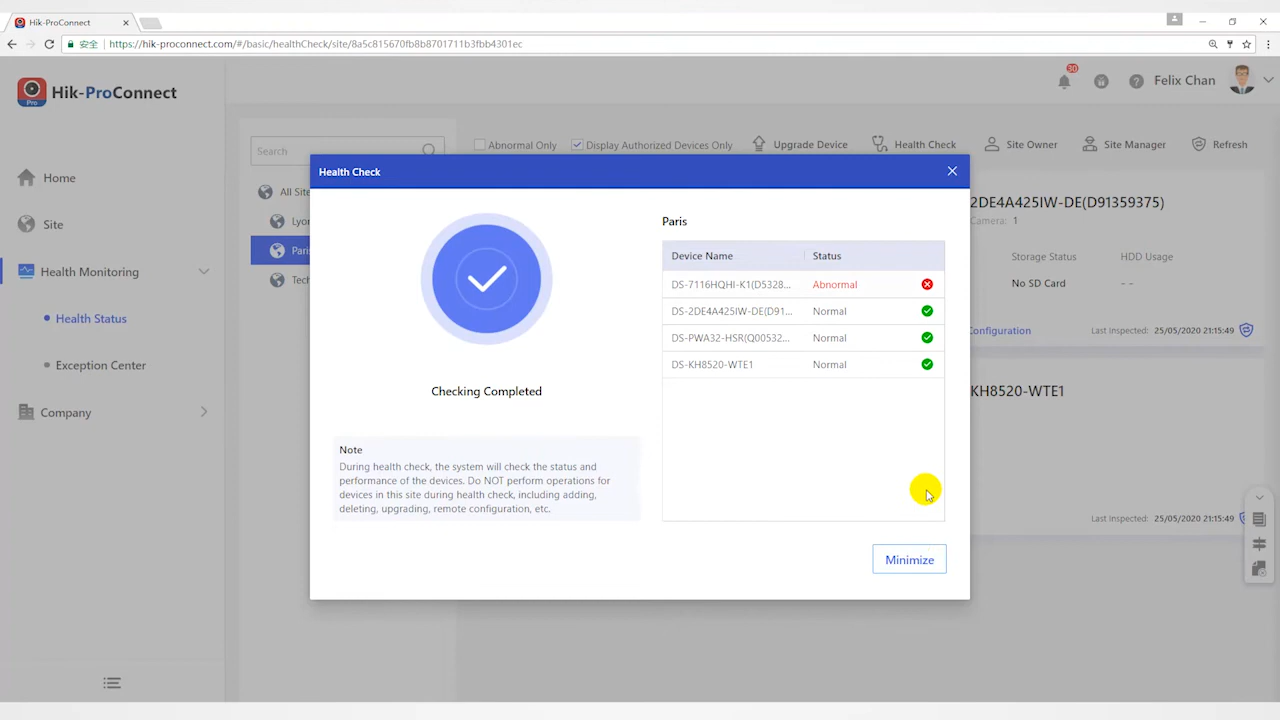 Hik-ProConnect
安全
https://hik-proconnect.com/#/basic/healthCheck/site/8a5c815670fb8b8701711b3fbb4301ec
Pro
Hik-ProConnect
30
Felix Chan
Home
Site
Health Monitoring
Health Status
Exception Center
Company
Search
All Site
Lyon
Paris
Tech
Abnormal Only
Display Authorized Devices Only
Upgrade Device
Health Check
Site Owner
Site Manager
Refresh
Health Check
Checking Completed
Note
During health check, the system will check the status and
performance of the devices. Do NOT perform operations for
devices in this site during health check, including adding,
deleting, upgrading, remote configuration, etc.
Paris
Device Name Status
DS-7116HQHI-K1(D5328... Abnormal
DS-2DE4A425IW-DE(D91... Normal
DS-PWA32-HSR(Q00532... Normal
DS-KH8520-WTE1 Normal
Minimize
2DE4A425IW-DE(D91359375)
Camera: 1
Storage Status HDD Usage
No SD Card - -
Configuration Last Inspected: 25/05/2020 21:15:49
KH8520-WTE1
Last Inspected: 25/05/2020 21:15:49